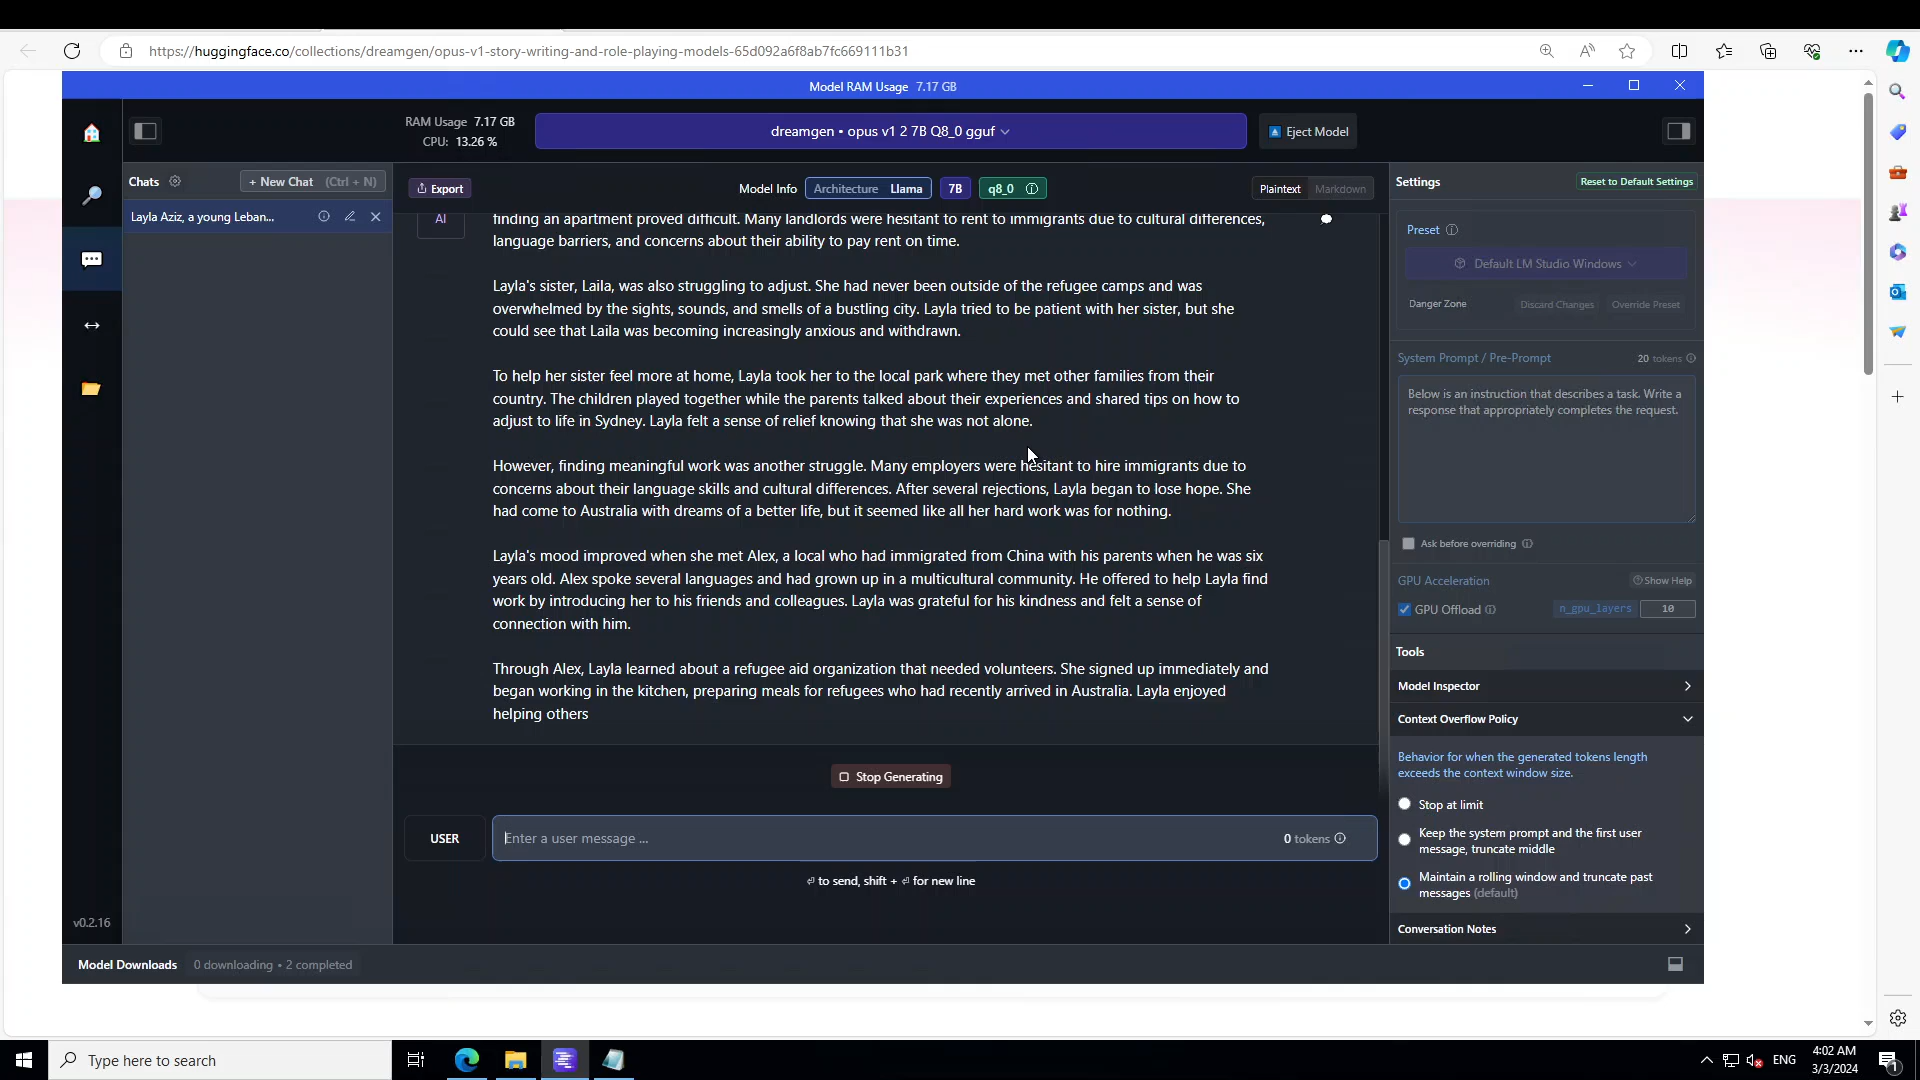 https://huggingface.co/collections/dreamgen/opus-v1-story-writing-and-role-playing-models-65d092a6f8ab7fc669111b31
Model RAM Usage 7.17 GB
RAM Usage 7.17 GB
CPU: 13.26 %
dreamgen • opus v1 2 7B Q8_0 gguf
Eject Model
Chats
+ New Chat (Ctrl + N)
Export
Model Info Architecture Llama 7B q8_0
Plaintext Markdown
Settings
Reset to Default Settings
Layla Aziz, a young Leban...
AI
finding an apartment proved difficult. Many landlords were hesitant to rent to immigrants due to cultural differences,
language barriers, and concerns about their ability to pay rent on time.
Layla's sister, Laila, was also struggling to adjust. She had never been outside of the refugee camps and was
overwhelmed by the sights, sounds, and smells of a bustling city. Layla tried to be patient with her sister, but she
could see that Laila was becoming increasingly anxious and withdrawn.
To help her sister feel more at home, Layla took her to the local park where they met other families from their
country. The children played together while the parents talked about their experiences and shared tips on how to
adjust to life in Sydney. Layla felt a sense of relief knowing that she was not alone.
However, finding meaningful work was another struggle. Many employers were hesitant to hire immigrants due to
concerns about their language skills and cultural differences. After several rejections, Layla began to lose hope. She
had come to Australia with dreams of a better life, but it seemed like all her hard work was for nothing.
Layla's mood improved when she met Alex, a local who had immigrated from China with his parents when he was six
years old. Alex spoke several languages and had grown up in a multicultural community. He offered to help Layla find
work by introducing her to his friends and colleagues. Layla was grateful for his kindness and felt a sense of
connection with him.
Through Alex, Layla learned about a refugee aid organization that needed volunteers. She signed up immediately and
began working in the kitchen, preparing meals for refugees who had recently arrived in Australia. Layla enjoyed
helping others
Stop Generating
USER
Enter a user message ...
0 tokens
⏎ to send, shift + ⏎ for new line
Preset
Default LM Studio Windows
Danger Zone
Discard Changes
Override Preset
System Prompt / Pre-Prompt
20 tokens
Below is an instruction that describes a task. Write a
response that appropriately completes the request.
Ask before overriding
GPU Acceleration
Show Help
GPU Offload
n_gpu_layers
10
Tools
Model Inspector
Context Overflow Policy
Behavior for when the generated tokens length
exceeds the context window size.
Stop at limit
Keep the system prompt and the first user
message, truncate middle
Maintain a rolling window and truncate past
messages (default)
Conversation Notes
v0.2.16
Model Downloads 0 downloading • 2 completed
Type here to search
ENG
4:02 AM
3/3/2024
1